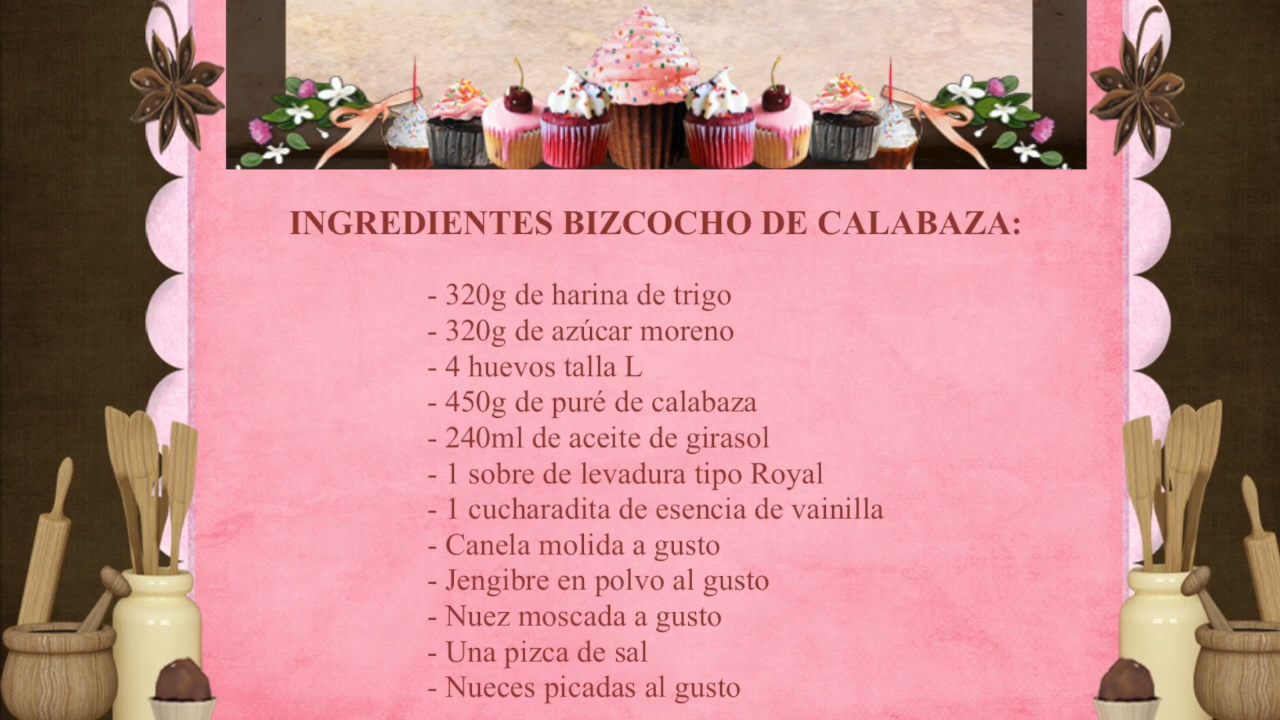 INGREDIENTES BIZCOCHO DE CALABAZA:
- 320g de harina de trigo
- 320g de azúcar moreno
- 4 huevos talla L
- 450g de puré de calabaza
- 240ml de aceite de girasol
- 1 sobre de levadura tipo Royal
- 1 cucharadita de esencia de vainilla
- Canela molida a gusto
- Jengibre en polvo al gusto
- Nuez moscada a gusto
- Una pizca de sal
- Nueces picadas al gusto